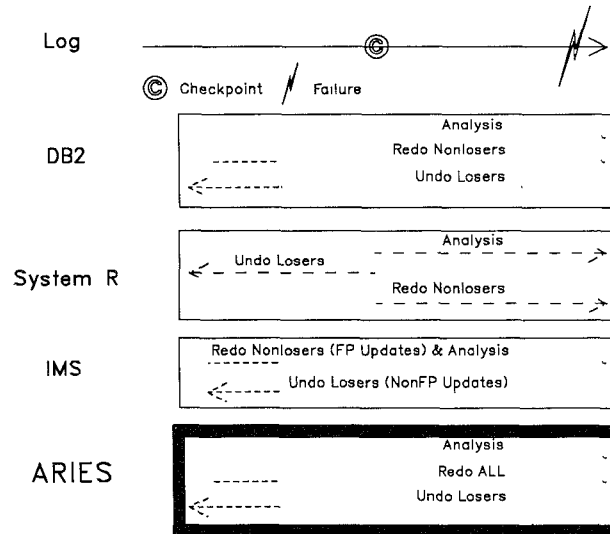 Log
© Checkpoint Failure
DB2
Analysis
Redo Nonlosers
Undo Losers
System R
Analysis
Undo Losers
Redo Nonlosers
IMS
Redo Nonlosers (FP Updates) & Analysis
Undo Losers (NonFP Updates)
ARIES
Analysis
Redo ALL
Undo Losers